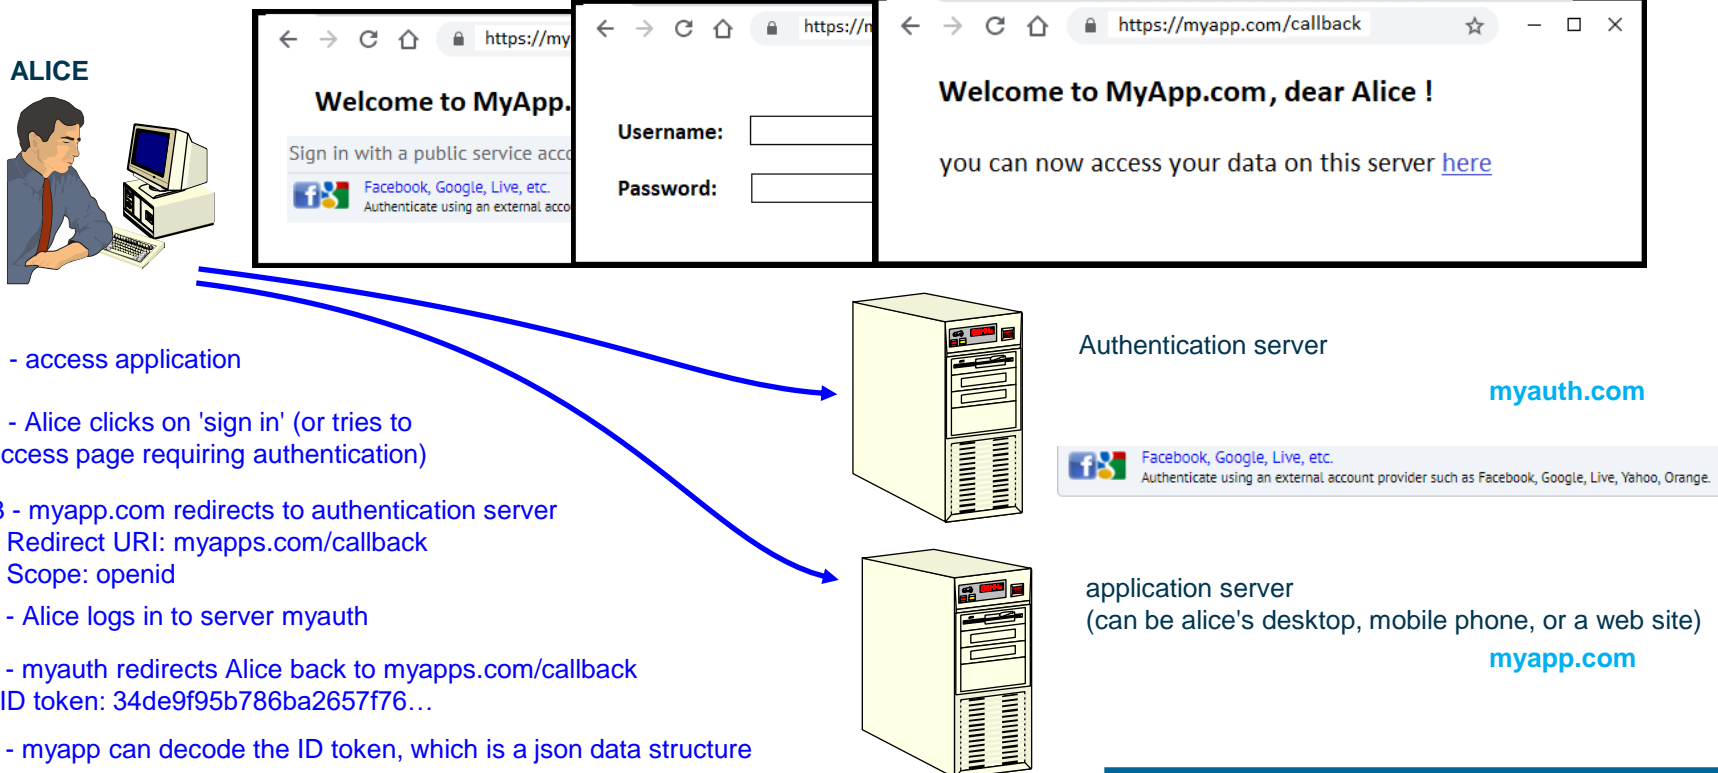 ALICE
https://my
Welcome to MyApp.
Sign in with a public service acco
Facebook, Google, Live, etc.
Authenticate using an external acco
https://m
Username:
Password:
https://myapp.com/callback
Welcome to MyApp.com, dear Alice !
you can now access your data on this server here
- access application
- Alice clicks on 'sign in' (or tries to
ccess page requiring authentication)
3 - myapp.com redirects to authentication server
Redirect URI: myapps.com/callback
Scope: openid
- Alice logs in to server myauth
- myauth redirects Alice back to myapps.com/callback
ID token: 34de9f95b786ba2657f76…
- myapp can decode the ID token, which is a json data structure
Authentication server
myauth.com
Facebook, Google, Live, etc.
Authenticate using an external account provider such as Facebook, Google, Live, Yahoo, Orange.
application server
(can be alice's desktop, mobile phone, or a web site)
myapp.com